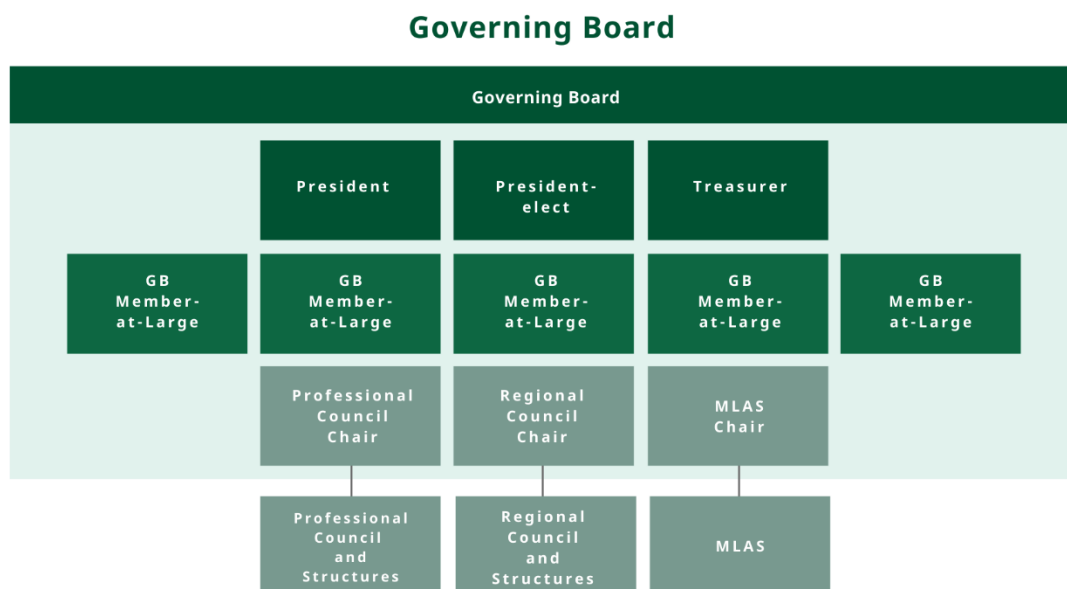 Governing Board
Governing Board
President
President-
elect
Treasurer
GB
Member-
at-Large
GB
Member-
at-Large
GB
Member-
at-Large
GB
Member-
at-Large
GB
Member-
at-Large
Professional
Council
Chair
Regional
Council
Chair
MLAS
Chair
Professional
Council
and
Structures
Regional
Council
and
Structures
MLAS